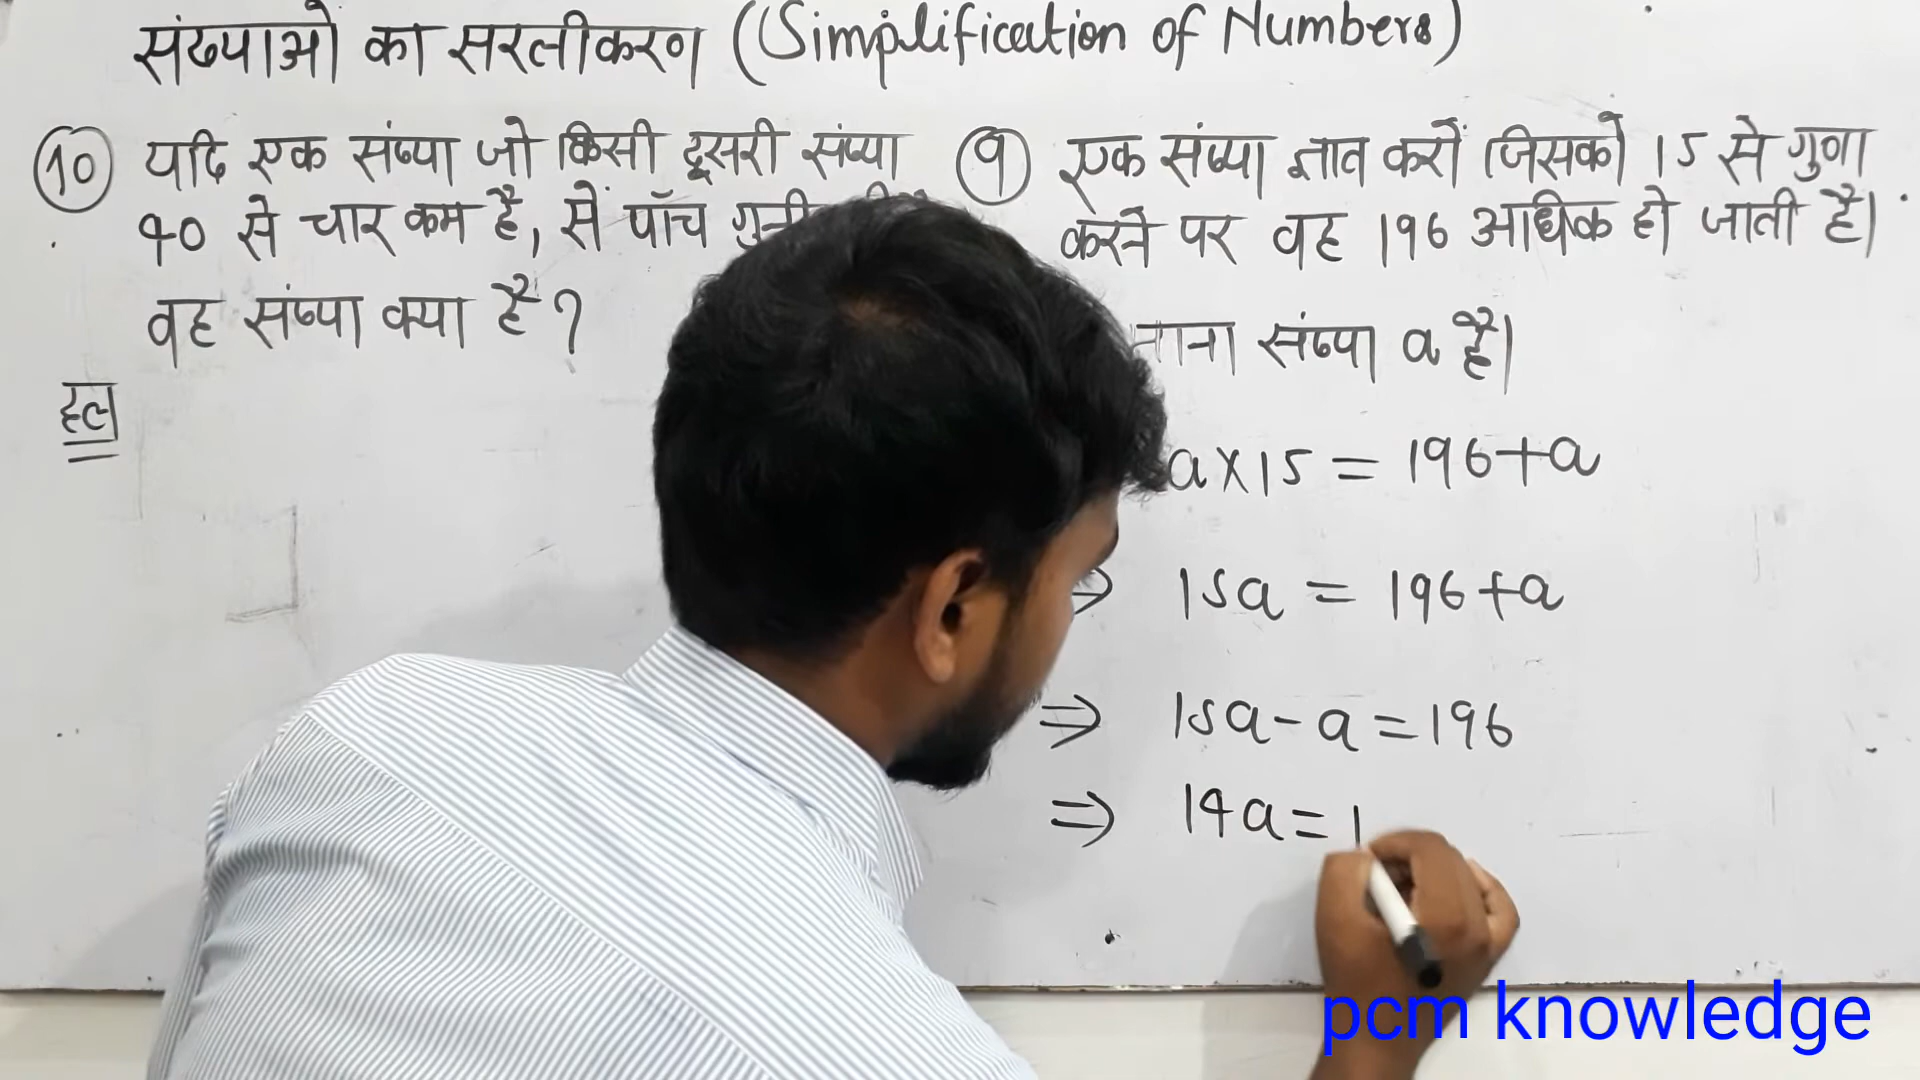 संख्याओ का सरलीकरण (Simplification of Numbers)
10 यदि एक संख्या जो किसी दूसरी संख्या
40 से चार कम है, से पाँच
वह संख्या क्या है ?
हल
9 एक संख्या ज्ञात करों जिसको 15 से गुणा
करने पर वह 196 अधिक हो जाती है।
माना संख्या a है।
a×15 = 196+a
⇒ 15a = 196+a
⇒ 15a-a=196
⇒ 14a=1
pcm knowledge